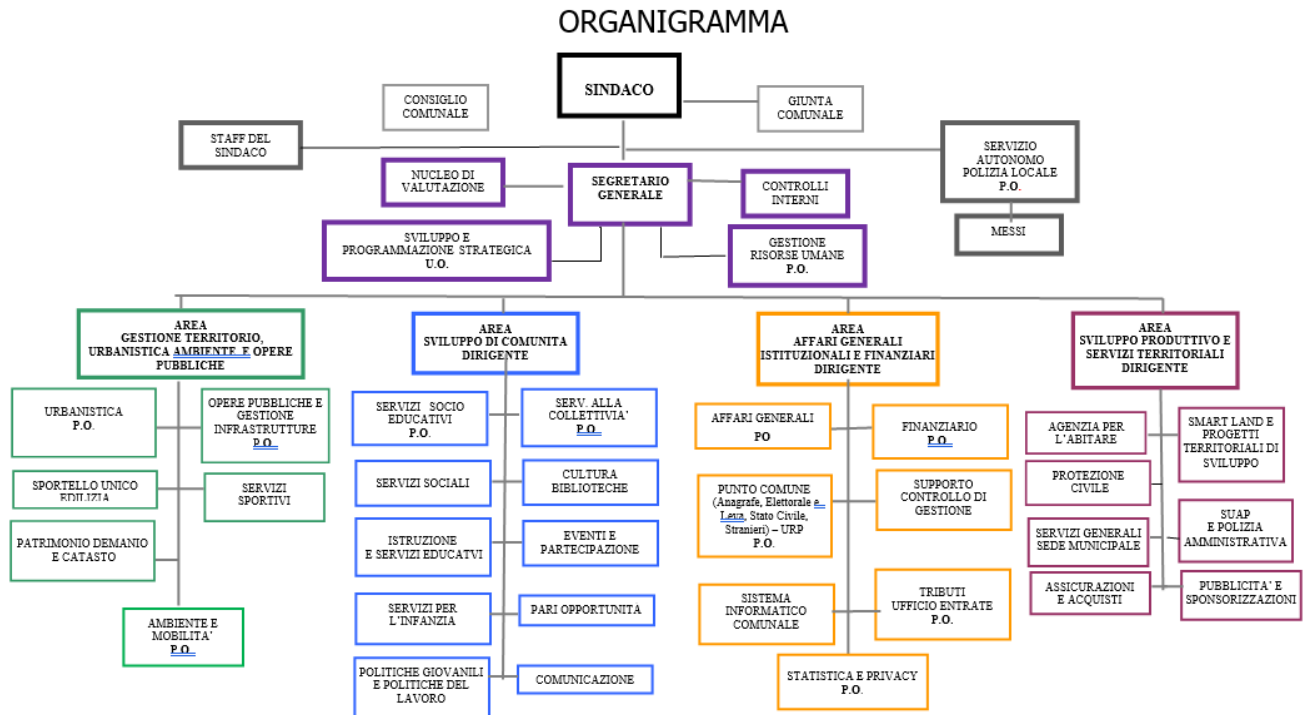 ORGANIGRAMMA
SINDACO
CONSIGLIO
COMUNALE
GIUNTA
COMUNALE
STAFF DEL
SINDACO
SERVIZIO
AUTONOMO
POLIZIA LOCALE
P.O.
MESSI
NUCLEO DI
VALUTAZIONE
SEGRETARIO
GENERALE
CONTROLLI
INTERNI
SVILUPPO E
PROGRAMMAZIONE STRATEGICA
U.O.
GESTIONE
RISORSE UMANE
P.O.
AREA
GESTIONE TERRITORIO,
URBANISTICA AMBIENTE E OPERE
PUBBLICHE
URBANISTICA
P.O.
OPERE PUBBLICHE E
GESTIONE
INFRASTRUTTURE
P.O.
SPORTELLO UNICO
EDILIZIA
SERVIZI
SPORTIVI
PATRIMONIO DEMANIO
E CATASTO
AMBIENTE E
MOBILITA'
P.O.
AREA
SVILUPPO DI COMUNITA
DIRIGENTE
SERVIZI SOCIO
EDUCATIVI
P.O.
SERV. ALLA
COLLETTIVIA'
P.O.
SERVIZI SOCIALI
CULTURA
BIBLIOTECHE
ISTRUZIONE
E SERVIZI EDUCATVI
EVENTI E
PARTECIPAZIONE
SERVIZI PER
L'INFANZIA
PARI OPPORTUNITA
POLITICHE GIOVANILI
E POLITICHE DEL
LAVORO
COMUNICAZIONE
AREA
AFFARI GENERALI
ISTITUZIONALI E FINANZIARI
DIRIGENTE
AFFARI GENERALI
PO
FINANZIARIO
P.O.
PUNTO COMUNE
(Anagrafe, Elettorale e
Leva, Stato Civile,
Stranieri) – URP
P.O.
SUPPORTO
CONTROLLO DI
GESTIONE
SISTEMA
INFORMATICO
COMUNALE
TRIBUTI
UFFICIO ENTRATE
P.O.
STATISTICA E PRIVACY
P.O.
AREA
SVILUPPO PRODUTTIVO E
SERVIZI TERRITORIALI
DIRIGENTE
AGENZIA PER
L'ABITARE
SMART LAND E
PROGETTI
TERRITORIALI DI
SVILUPPO
PROTEZIONE
CIVILE
SUAP
E POLIZIA
AMMINISTRATIVA
SERVIZI GENERALI
SEDE MUNICIPALE
ASSICURAZIONI
E ACQUISTI
PUBBLICITA' E
SPONSORIZZAZIONI